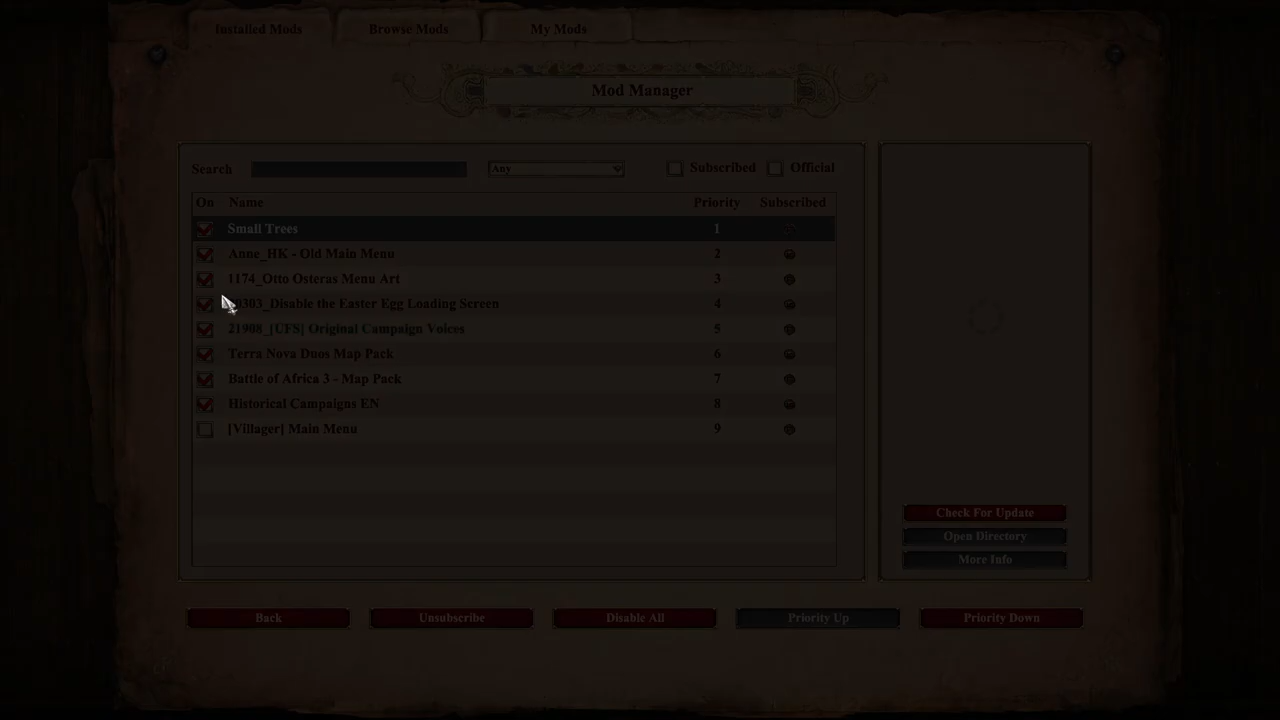 Installed Mods Browse Mods My Mods
Mod Manager
Search Any Subscribed Official
On Name Priority Subscribed
Small Trees 1
Anne_HK - Old Main Menu 2
1174_Otto Osteras Menu Art 3
0303_Disable the Easter Egg Loading Screen 4
21908_[UFS] Original Campaign Voices 5
Terra Nova Duos Map Pack 6
Battle of Africa 3 - Map Pack 7
Historical Campaigns EN 8
[Villager] Main Menu 9
Check For Update
Open Directory
More Info
Back Unsubscribe Disable All Priority Up Priority Down